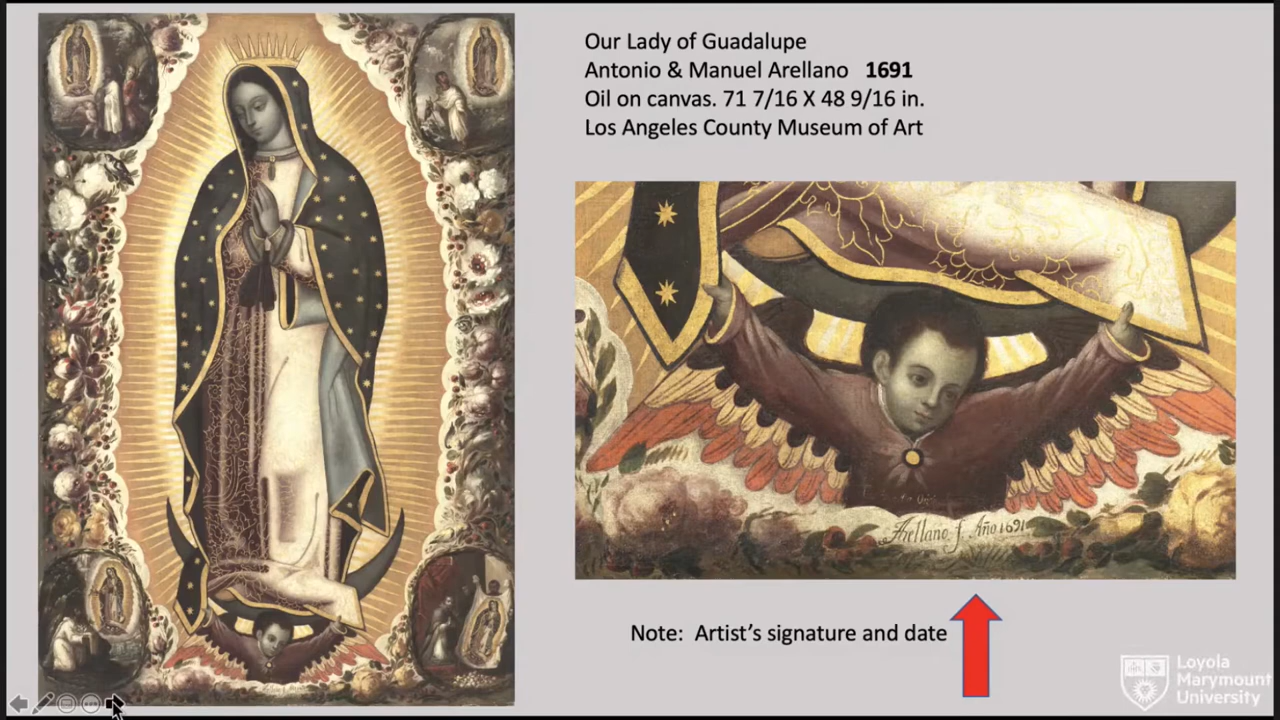 Our Lady of Guadalupe
Antonio & Manuel Arellano 1691
Oil on canvas. 71 7/16 X 48 9/16 in.
Los Angeles County Museum of Art
Arellano f. Año 1691
Note: Artist's signature and date
Loyola
Marymount
University